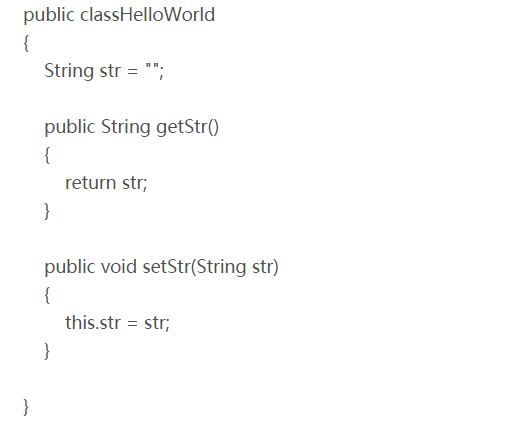 public classHelloWorld
{
String str = "";
public String getStr()
{
return str;
}
public void setStr(String str)
{
this.str = str;
}
}